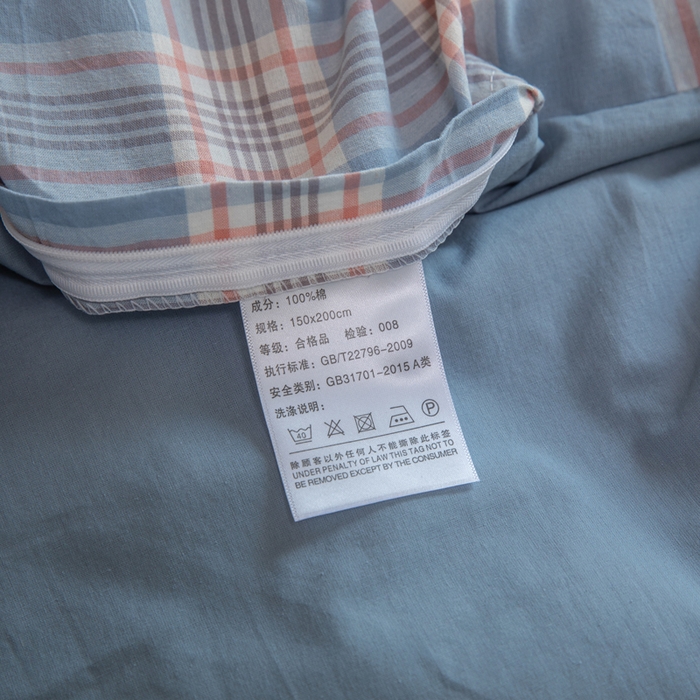 成分：100%棉
规格：150x200cm
等级：合格品 检验：008
执行标准：GB/T22796-2009
安全类别：GB31701-2015 A类
洗涤说明：
40 P
除顾客以外任何人不能撕除此标签
UNDER PENALTY OF LAW THIS TAG NOT TO
BE REMOVED EXCEPT BY THE CONSUMER